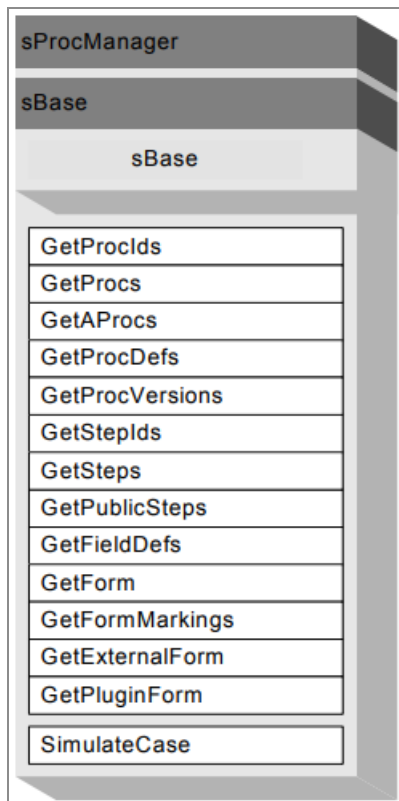 sProcManager
sBase
sBase
GetProcIds
GetProcs
GetAProcs
GetProcDefs
GetProcVersions
GetStepIds
GetSteps
GetPublicSteps
GetFieldDefs
GetForm
GetFormMarkings
GetExternalForm
GetPluginForm
SimulateCase